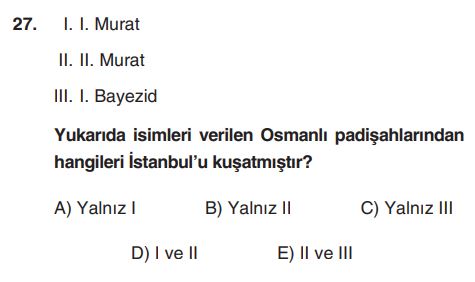 27. I. I. Murat
II. II. Murat
III. I. Bayezid
Yukarıda isimleri verilen Osmanlı padişahlarından
hangileri İstanbul'u kuşatmıştır?
A) Yalnız I B) Yalnız II C) Yalnız III
D) I ve II E) II ve III